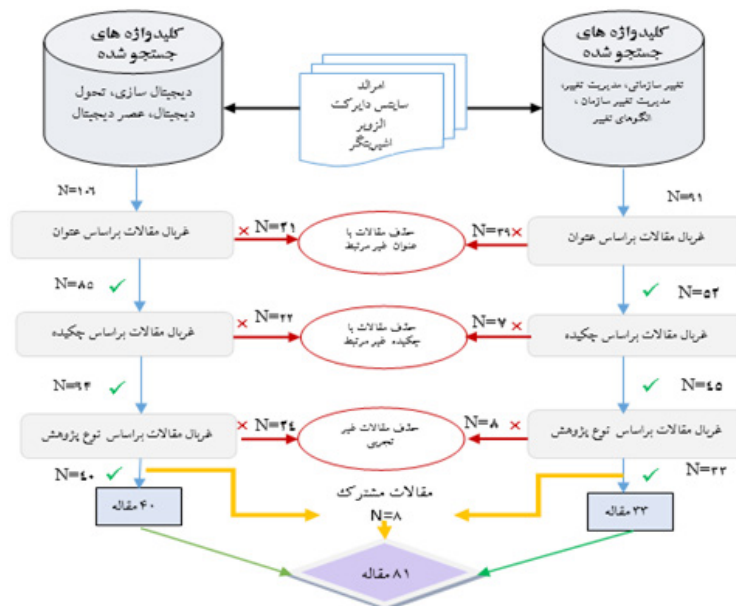 کلیدواژه های
جستجو شده
تغییر سازمانی، مدیریت تغییر،
مدیریت تغییر سازمان ،
الگوهای تغییر
امرالد
ساینس دایرکت
الزویر
اشپرینگر
کلیدواژه های
جستجو شده
دیجیتال سازی، تحول
دیجیتال، عصر دیجیتال
N=۹۱
N=۱۰۶
غربال مقالات براساس عنوان
N=۳۹
حذف مقالات با
عنوان غیر مرتبط
N=۲۱
غربال مقالات براساس عنوان
N=۵۲
N=۸۵
غربال مقالات براساس چکیده
N=۷
حذف مقالات با
چکیده غیر مرتبط
N=۲۲
غربال مقالات براساس چکیده
N=۴۵
N=۶۴
غربال مقالات براساس نوع پژوهش
N=۸
حذف مقالات غیر
تجربی
N=۲۴
غربال مقالات براساس نوع پژوهش
N=۳۳
N=۴۰
۳۳ مقاله
مقالات مشترک
N=۸
۴۰ مقاله
۸۱ مقاله